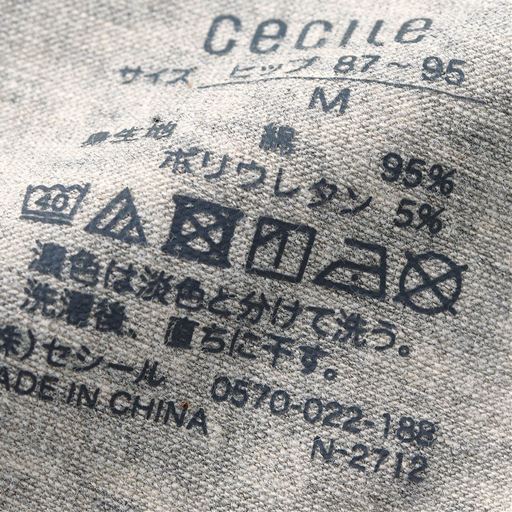 cecile
サイズ ヒップ 87〜95
M
身生地 綿 95%
ポリウレタン 5%
40
濃色は淡色と分けて洗う。
洗濯後、直ちに干す。
株)セシール 0570-022-188
ADE IN CHINA N-2712